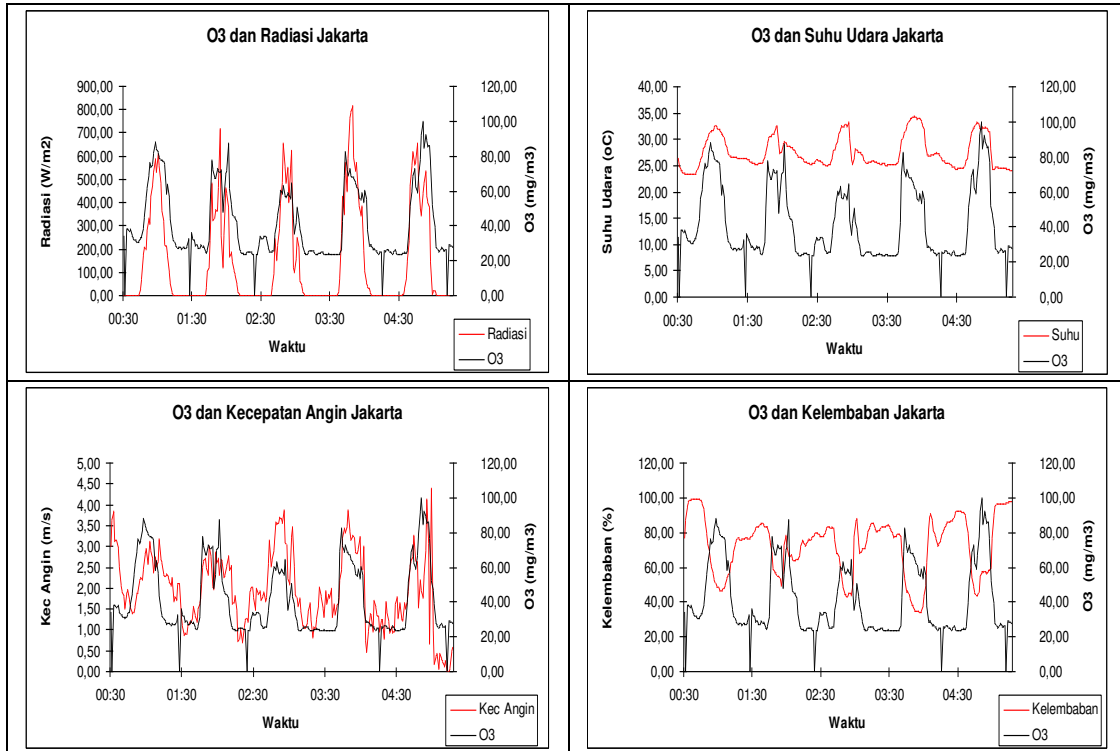 O3 dan Radiasi Jakarta
Radiasi (W/m2)
900,00
800,00
700,00
600,00
500,00
400,00
300,00
200,00
100,00
0,00
120,00
100,00
80,00
60,00
40,00
20,00
0,00
O3 (mg/m3)
00:30 01:30 02:30 03:30 04:30
Waktu
Radiasi
O3
O3 dan Suhu Udara Jakarta
Suhu Udara (oC)
40,00
35,00
30,00
25,00
20,00
15,00
10,00
5,00
0,00
120,00
100,00
80,00
60,00
40,00
20,00
0,00
O3 (mg/m3)
00:30 01:30 02:30 03:30 04:30
Waktu
Suhu
O3
O3 dan Kecepatan Angin Jakarta
Kec Angin (m/s)
5,00
4,50
4,00
3,50
3,00
2,50
2,00
1,50
1,00
0,50
0,00
120,00
100,00
80,00
60,00
40,00
20,00
0,00
O3 (mg/m3)
00:30 01:30 02:30 03:30 04:30
Waktu
Kec Angin
O3
O3 dan Kelembaban Jakarta
Kelembaban (%)
120,00
100,00
80,00
60,00
40,00
20,00
0,00
120,00
100,00
80,00
60,00
40,00
20,00
0,00
O3 (mg/m3)
00:30 01:30 02:30 03:30 04:30
Waktu
Kelembaban
O3